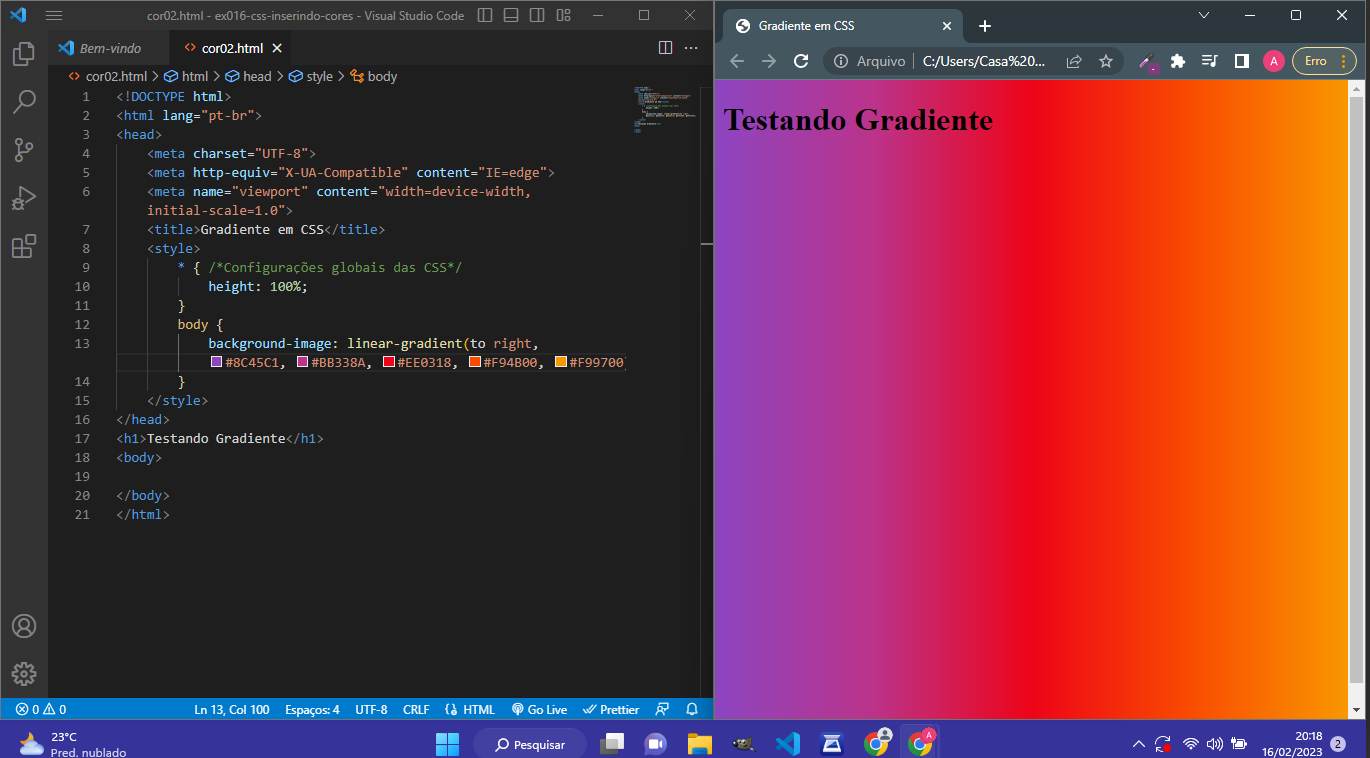 cor02.html - ex016-css-inserindo-cores - Visual Studio Code
Bem-vindo
cor02.html
cor02.html > html > head > style > body
1 <!DOCTYPE html>
2 <html lang="pt-br">
3 <head>
4 <meta charset="UTF-8">
5 <meta http-equiv="X-UA-Compatible" content="IE=edge">
6 <meta name="viewport" content="width=device-width,
initial-scale=1.0">
7 <title>Gradiente em CSS</title>
8 <style>
9 * { /*Configurações globais das CSS*/
10 height: 100%;
11 }
12 body {
13 background-image: linear-gradient(to right,
#8C45C1, #BB338A, #EE0318, #F94B00, #F99700)
14 }
15 </style>
16 </head>
17 <h1>Testando Gradiente</h1>
18 <body>
19
20 </body>
21 </html>
0 0
Ln 13, Col 100
Espaços: 4
UTF-8
CRLF
HTML
Go Live
Prettier
Gradiente em CSS
Arquivo
C:/Users/Casa%20...
A
Erro
Testando Gradiente
23°C
Pred. nublado
Pesquisar
A
20:18
16/02/2023
2